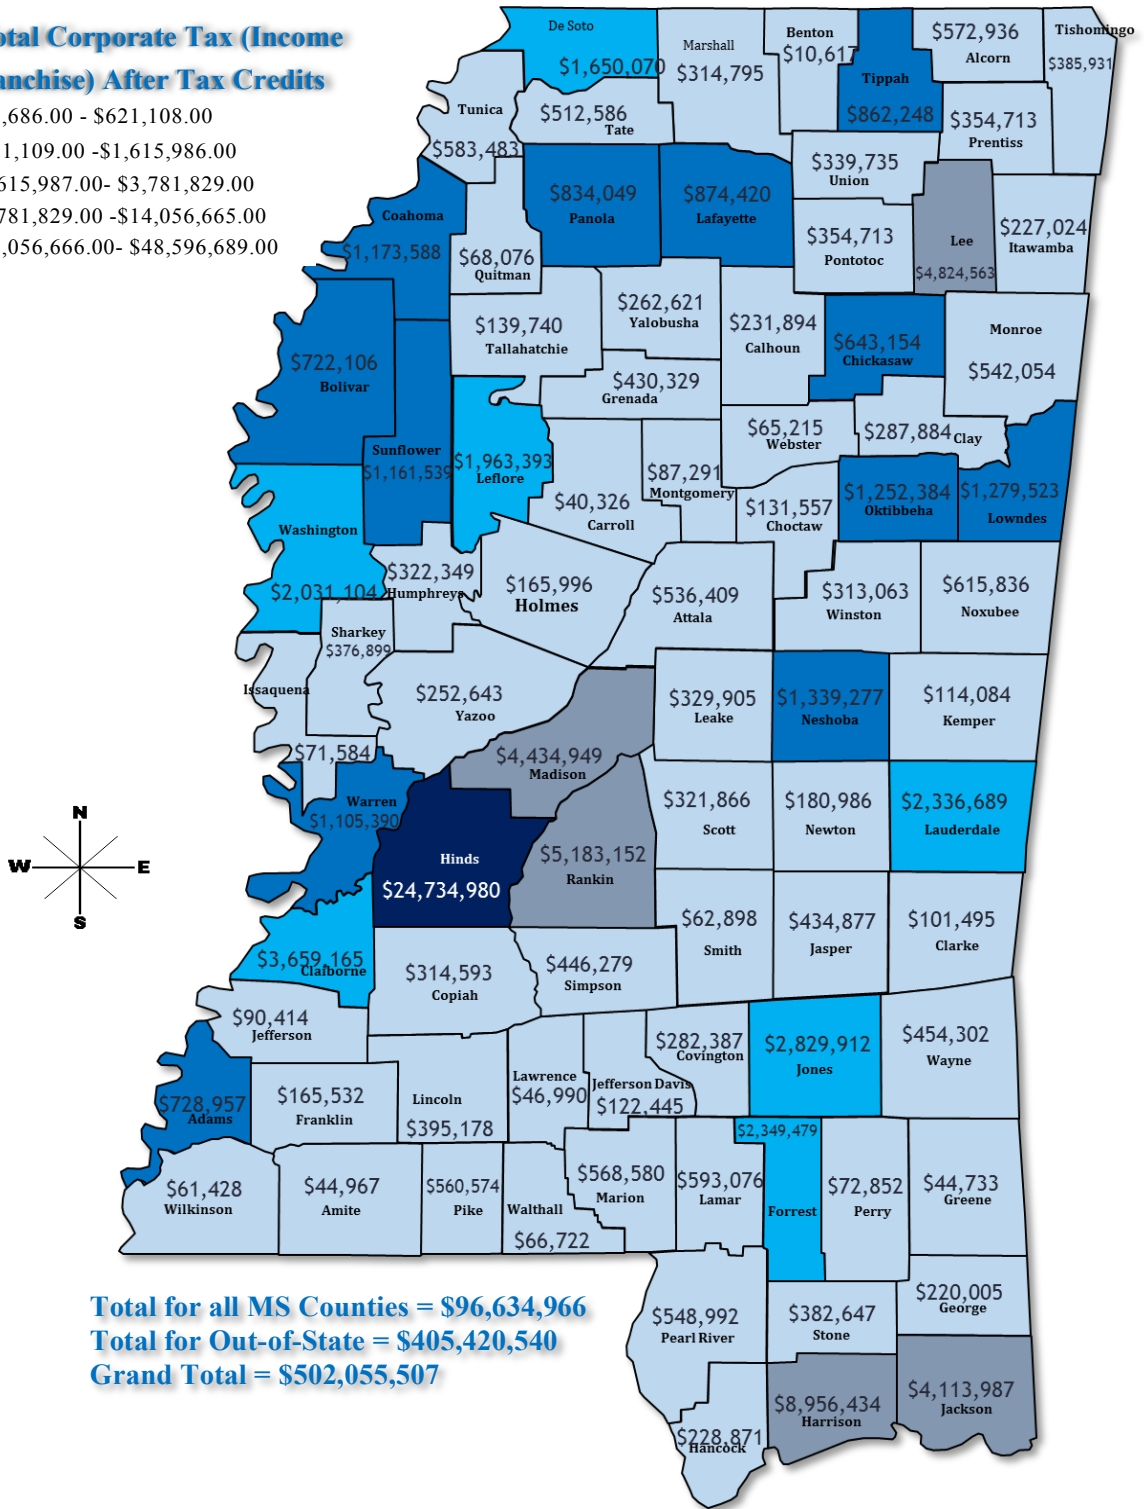 otal Corporate Tax (Income
anchise) After Tax Credits
,686.00 - $621,108.00
1,109.00 -$1,615,986.00
615,987.00- $3,781,829.00
781,829.00 -$14,056,665.00
,056,666.00- $48,596,689.00
De Soto
$1,650,070
Marshall
$314,795
Benton
$10,617
Tippah
$862,248
$572,936
Alcorn
Tishomingo
$385,931
Tunica
$583,483
$512,586
Tate
$354,713
Prentiss
$339,735
Union
Coahoma
$1,173,588
$834,049
Panola
$874,420
Lafayette
$68,076
Quitman
$354,713
Pontotoc
Lee
$4,824,563
$227,024
Itawamba
$139,740
Tallahatchie
$262,621
Yalobusha
$231,894
Calhoun
$643,154
Chickasaw
Monroe
$542,054
$722,106
Bolivar
$430,329
Grenada
Sunflower
$1,161,539
$1,963,393
Leflore
$65,215
Webster
$287,884 Clay
$40,326
Carroll
$87,291
Montgomery
$131,557
Choctaw
$1,252,384
Oktibbeha
$1,279,523
Lowndes
Washington
$2,031,104
$322,349
Humphreys
$165,996
Holmes
$536,409
Attala
$313,063
Winston
$615,836
Noxubee
Sharkey
$376,899
Issaquena
$71,584
$252,643
Yazoo
$329,905
Leake
$1,339,277
Neshoba
$114,084
Kemper
$4,434,949
Madison
Warren
$1,105,390
$321,866
Scott
$180,986
Newton
$2,336,689
Lauderdale
N
W
E
S
Hinds
$24,734,980
$5,183,152
Rankin
$62,898
Smith
$434,877
Jasper
$101,495
Clarke
$3,659,165
Claiborne
$314,593
Copiah
$446,279
Simpson
$90,414
Jefferson
$282,387
Covington
$2,829,912
Jones
$454,302
Wayne
$728,957
Adams
$165,532
Franklin
Lincoln
$395,178
Lawrence
$46,990
Jefferson Davis
$122,445
$2,349,479
Forrest
$61,428
Wilkinson
$44,967
Amite
$560,574
Pike
Walthall
$66,722
$568,580
Marion
$593,076
Lamar
$72,852
Perry
$44,733
Greene
Total for all MS Counties = $96,634,966
Total for Out-of-State = $405,420,540
Grand Total = $502,055,507
$548,992
Pearl River
$382,647
Stone
$220,005
George
$228,871
Hancock
$8,956,434
Harrison
$4,113,987
Jackson